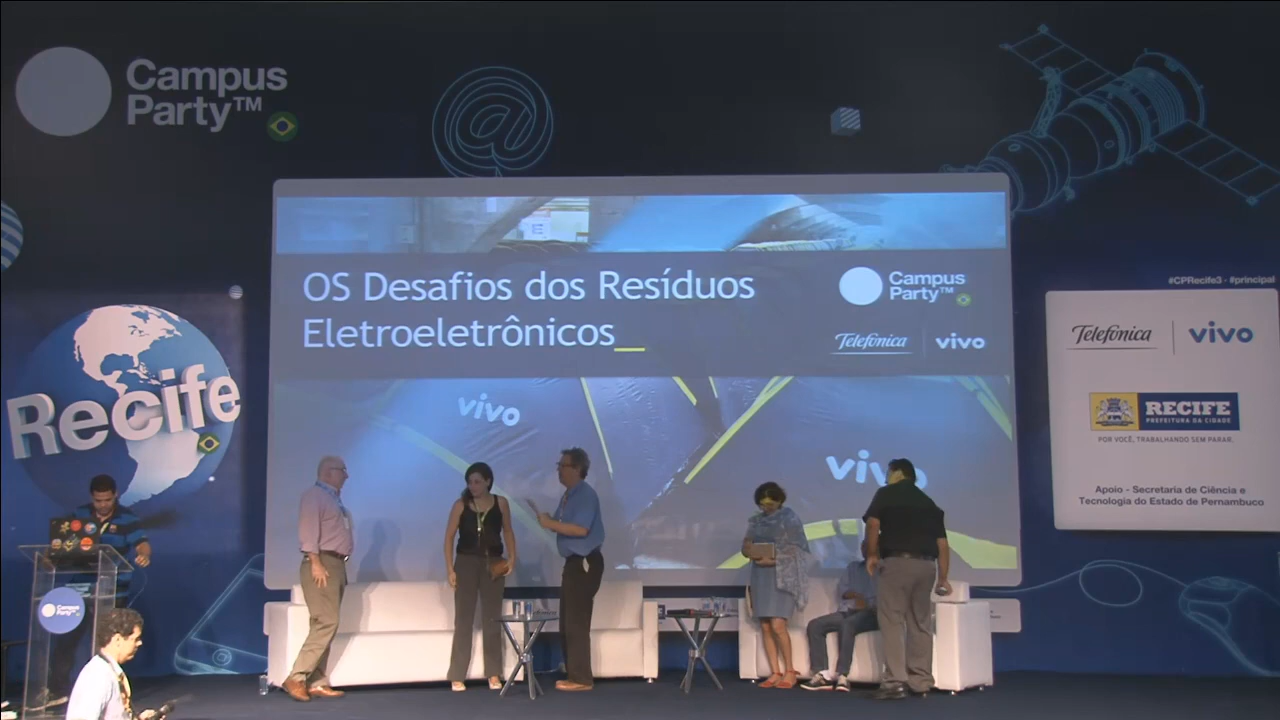 Campus
Party™
#CPRecife3 - #principal
OS Desafios dos Resíduos
Eletroeletrônicos_
Campus
Party™
Telefónica
vivo
vivo
vivo
Recife
Telefónica
vivo
RECIFE
PREFEITURA DA CIDADE
POR VOCÊ, TRABALHANDO SEM PARAR.
Apoio - Secretaria de Ciência e
Tecnologia do Estado de Pernambuco
Campus
Party